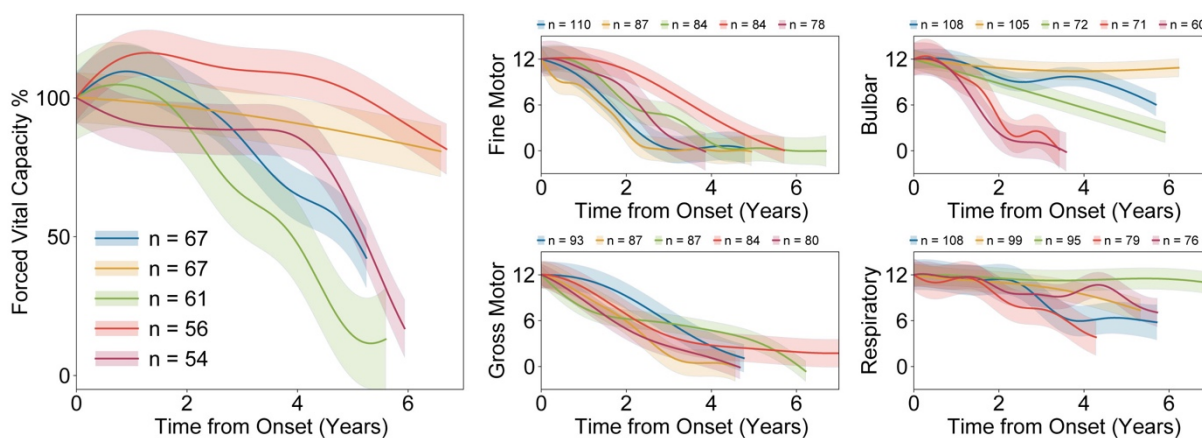 Forced Vital Capacity %
100
50
0
n = 67
n = 67
n = 61
n = 56
n = 54
0 2 4 6
Time from Onset (Years)
n = 110 n = 87 n = 84 n = 84 n = 78
Fine Motor
12
6
0
0 2 4 6
Time from Onset (Years)
n = 108 n = 105 n = 72 n = 71 n = 60
Bulbar
12
6
0
0 2 4 6
Time from Onset (Years)
n = 93 n = 87 n = 87 n = 84 n = 80
Gross Motor
12
6
0
0 2 4 6
Time from Onset (Years)
n = 108 n = 99 n = 95 n = 79 n = 76
Respiratory
12
6
0
0 2 4 6
Time from Onset (Years)